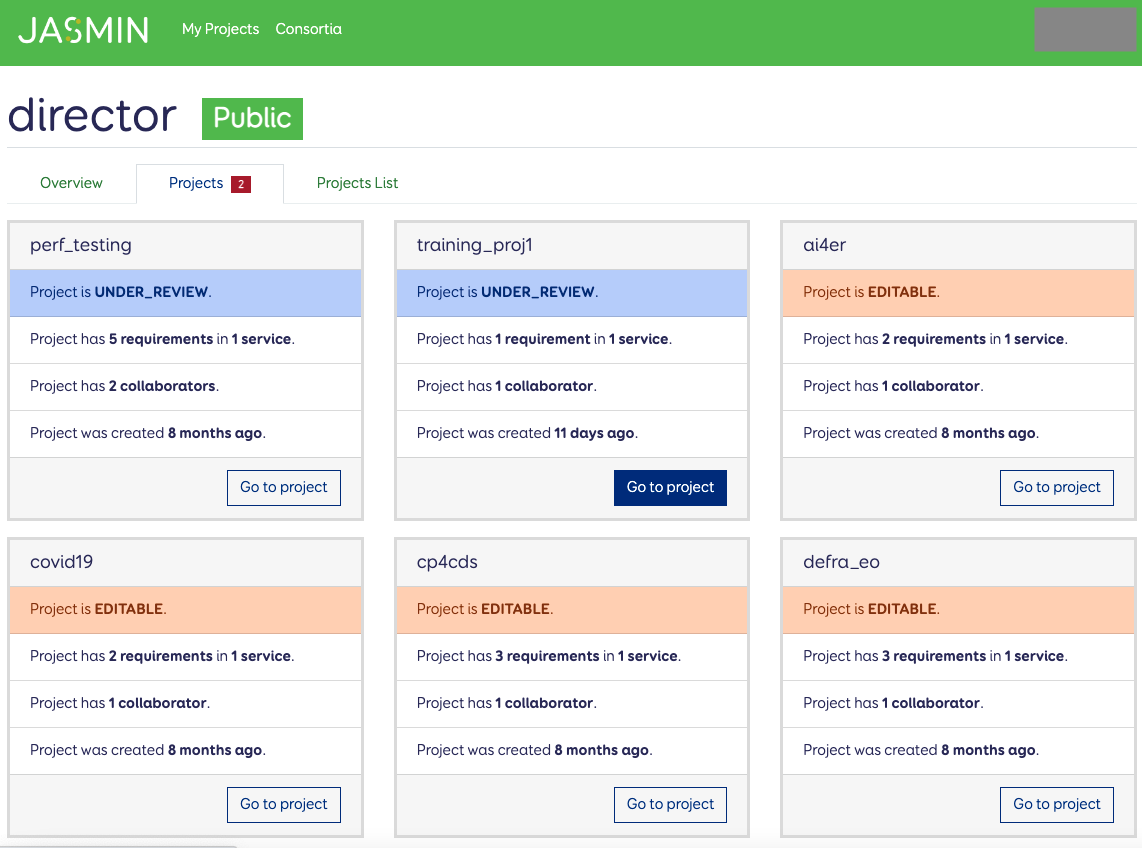 JASMIN My Projects Consortia
director Public
Overview Projects 2 Projects List
perf_testing
Project is UNDER_REVIEW.
Project has 5 requirements in 1 service.
Project has 2 collaborators.
Project was created 8 months ago.
Go to project
training_proj1
Project is UNDER_REVIEW.
Project has 1 requirement in 1 service.
Project has 1 collaborator.
Project was created 11 days ago.
Go to project
ai4er
Project is EDITABLE.
Project has 2 requirements in 1 service.
Project has 1 collaborator.
Project was created 8 months ago.
Go to project
covid19
Project is EDITABLE.
Project has 2 requirements in 1 service.
Project has 1 collaborator.
Project was created 8 months ago.
Go to project
cp4cds
Project is EDITABLE.
Project has 3 requirements in 1 service.
Project has 1 collaborator.
Project was created 8 months ago.
Go to project
defra_eo
Project is EDITABLE.
Project has 3 requirements in 1 service.
Project has 1 collaborator.
Project was created 8 months ago.
Go to project